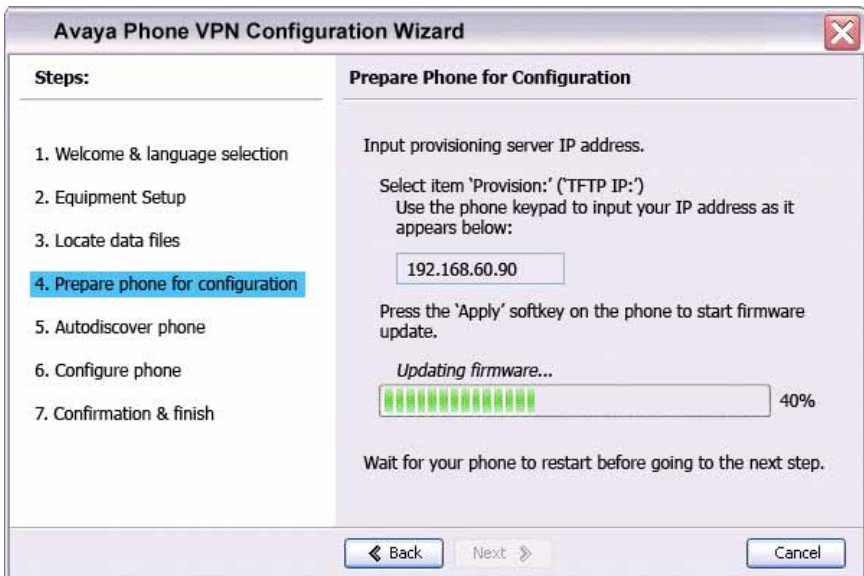 Avaya Phone VPN Configuration Wizard
Steps:
1. Welcome & language selection
2. Equipment Setup
3. Locate data files
4. Prepare phone for configuration
5. Autodiscover phone
6. Configure phone
7. Confirmation & finish
Prepare Phone for Configuration
Input provisioning server IP address.
Select item ‘Provision:’ (‘TFTP IP:’)
Use the phone keypad to input your IP address as it
appears below:
192.168.60.90
Press the ‘Apply’ softkey on the phone to start firmware
update.
Updating firmware...
40%
Wait for your phone to restart before going to the next step.
Back
Next
Cancel